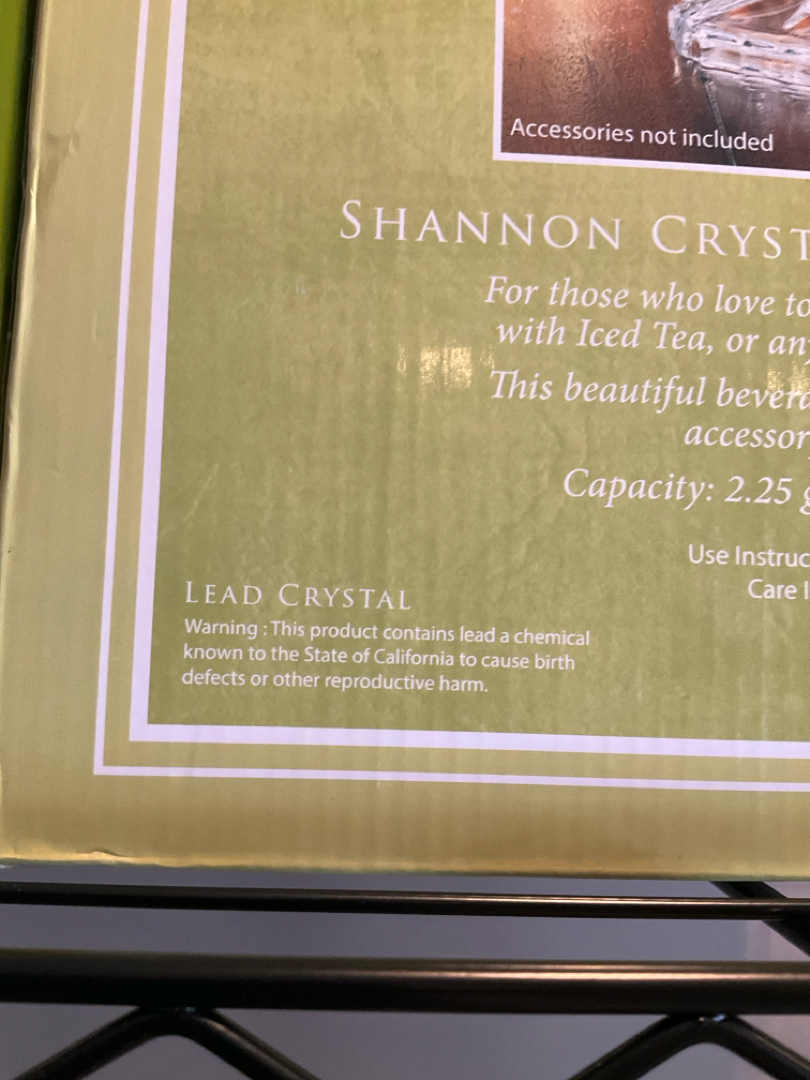 Accessories not included
SHANNON CRYST
For those who love to
with Iced Tea, or any
This beautiful bevera
accessor
Capacity: 2.25 g
Use Instruc
Care I
LEAD CRYSTAL
Warning : This product contains lead a chemical
known to the State of California to cause birth
defects or other reproductive harm.